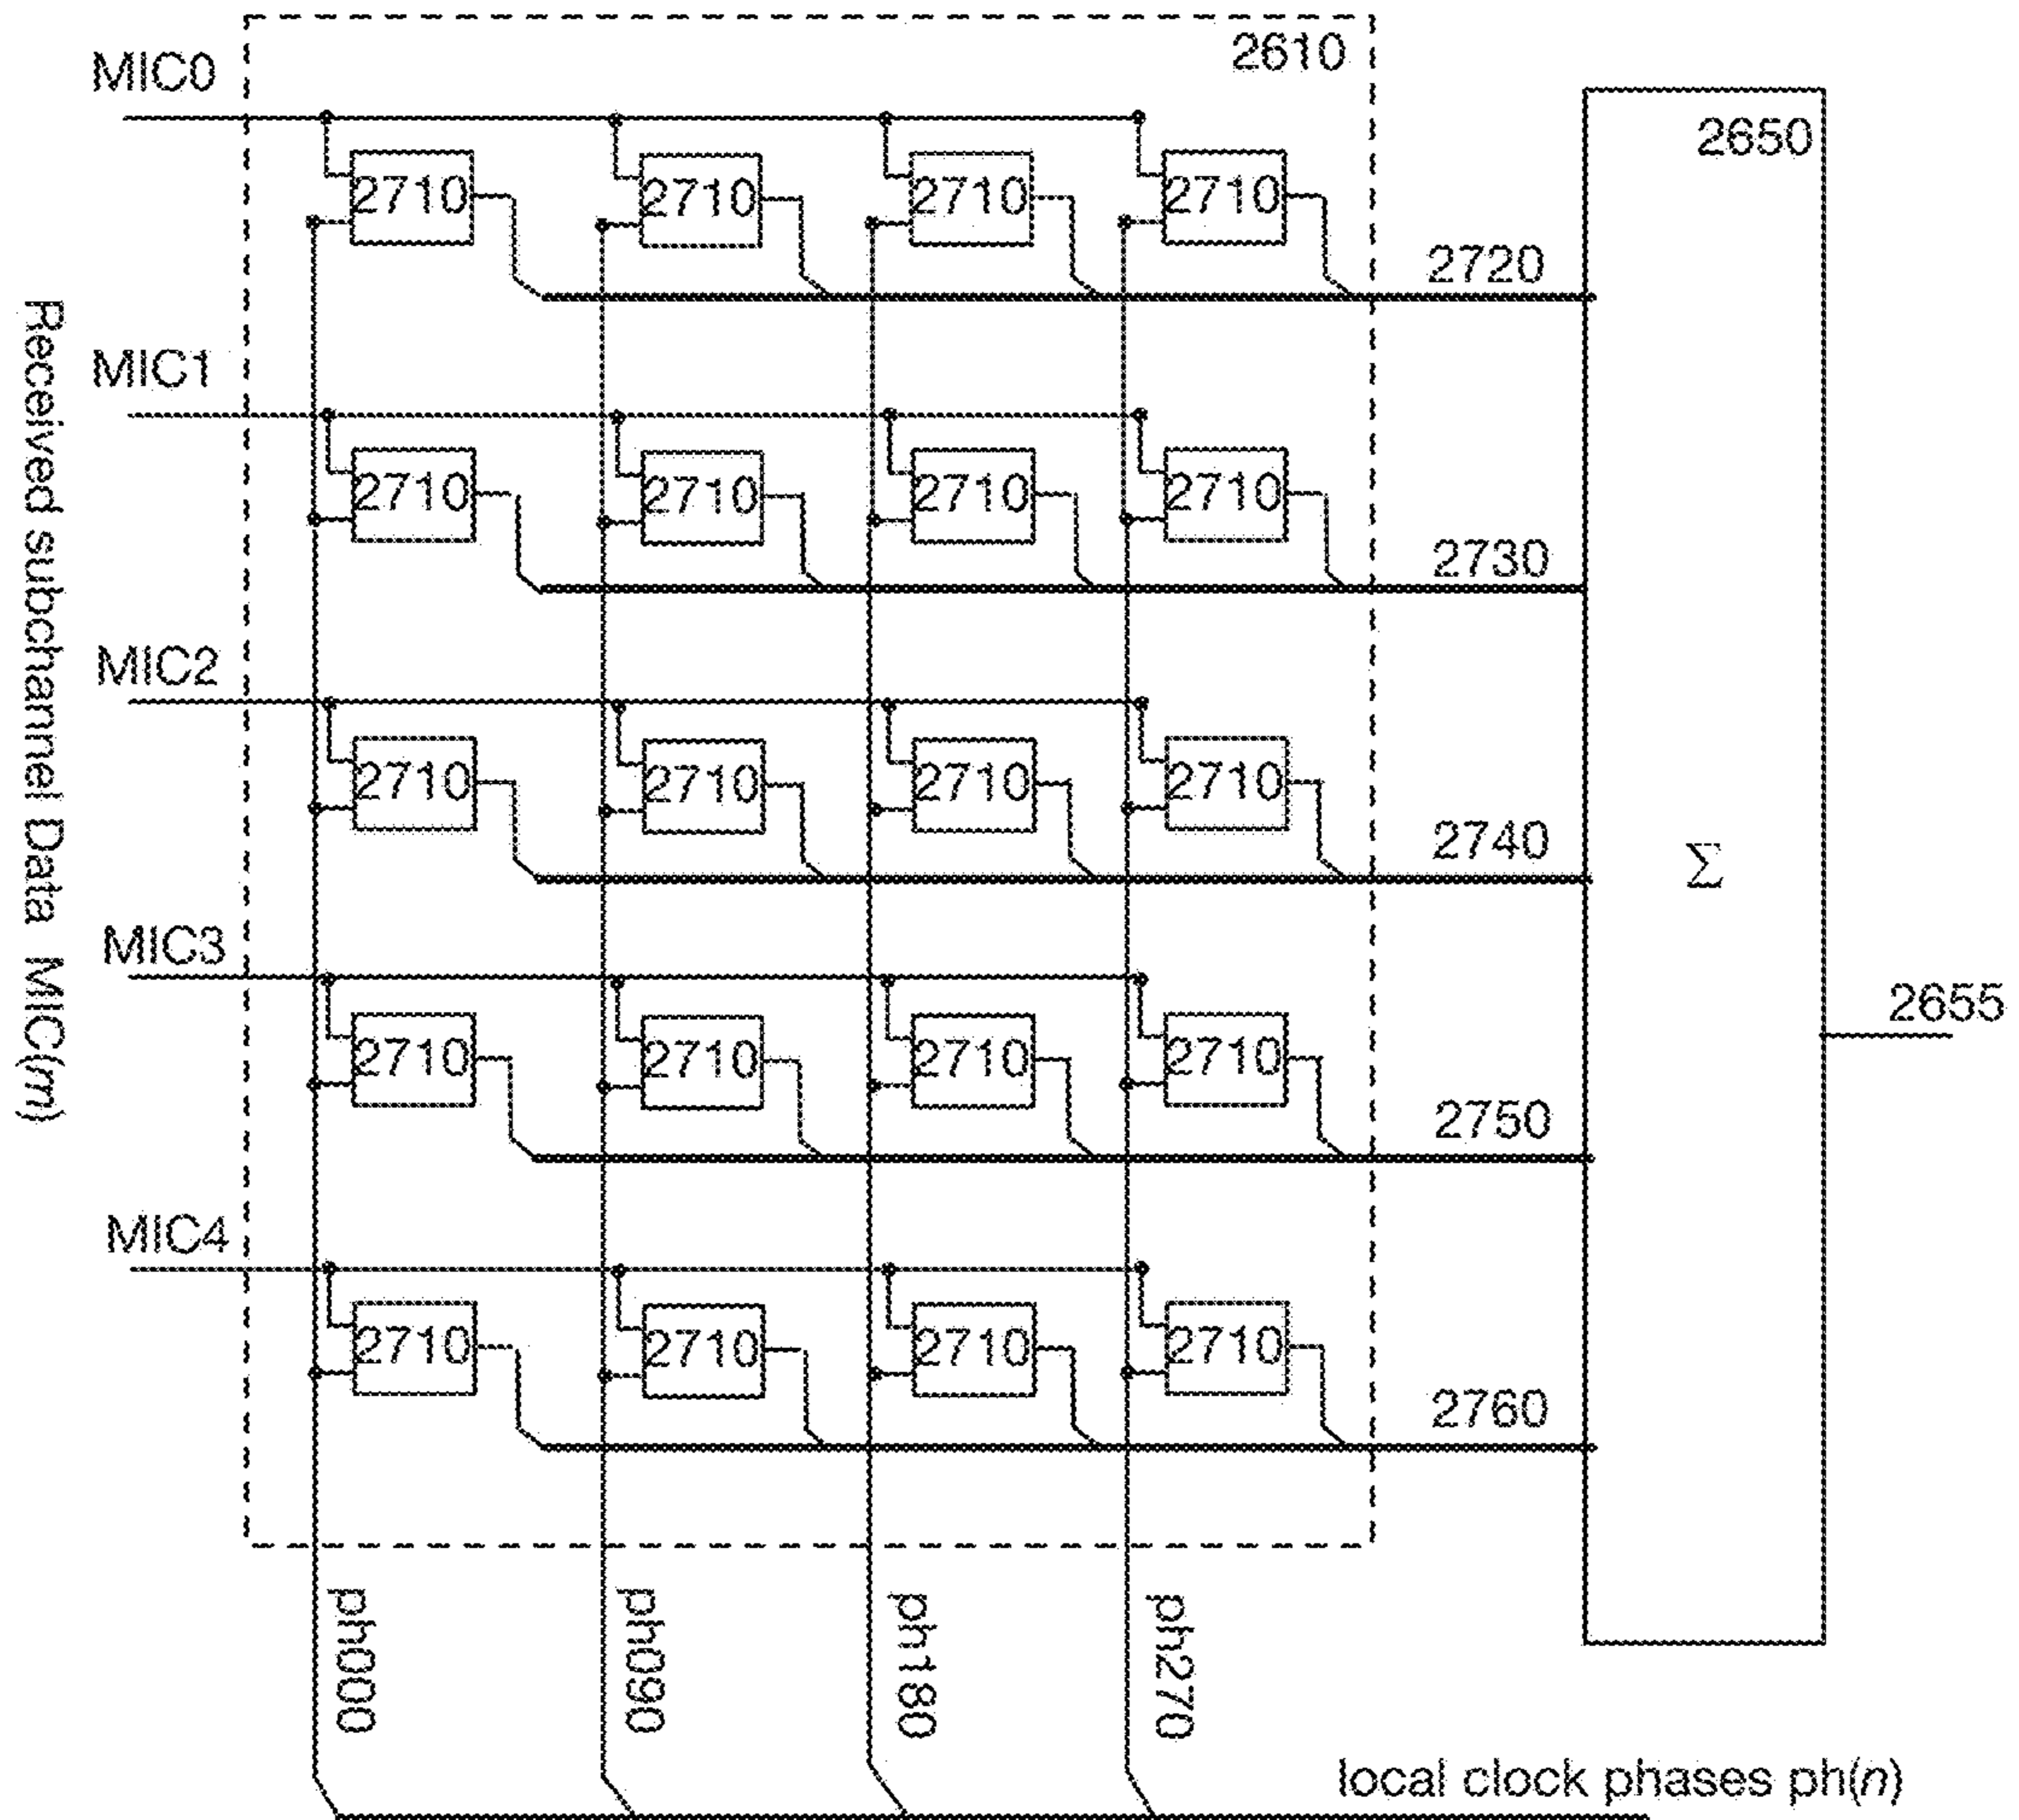 2610
MIC0
2650
2710 2710 2710 2710
2720
MIC1
2710 2710 2710 2710
2730
MIC2
2710 2710 2710 2710
2740
Σ
MIC3
2655
2710 2710 2710 2710
2750
MIC4
2710 2710 2710 2710
2760
Received subchannel Data MIC(m)
ph000
ph090
ph180
ph270
local clock phases ph(n)